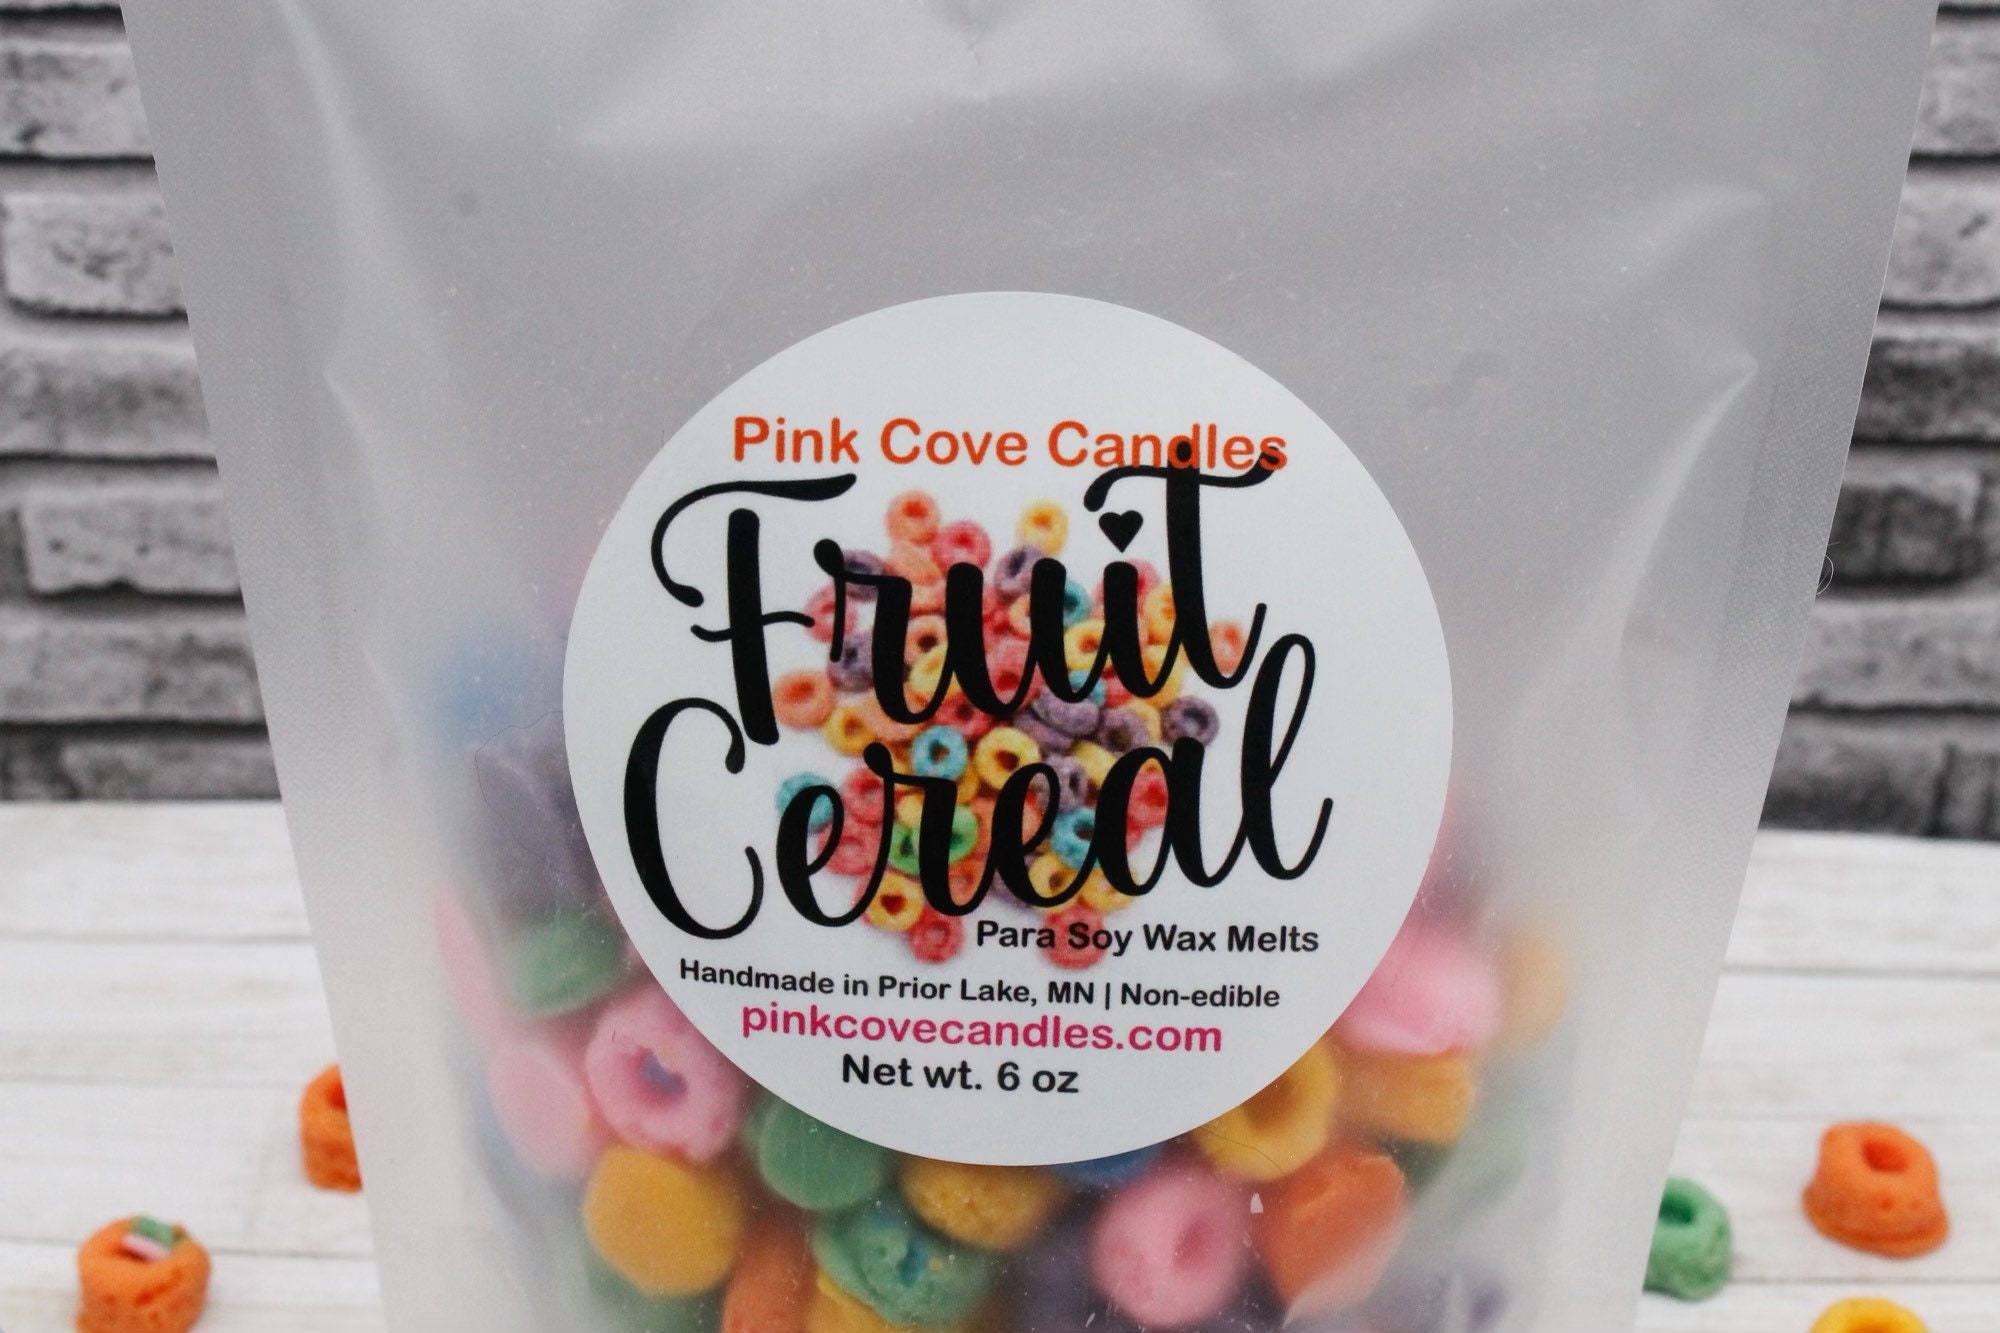 Pink Cove Candles
Fruit
Cereal
Para Soy Wax Melts
Handmade in Prior Lake, MN | Non-edible
pinkcovecandles.com
Net wt. 6 oz